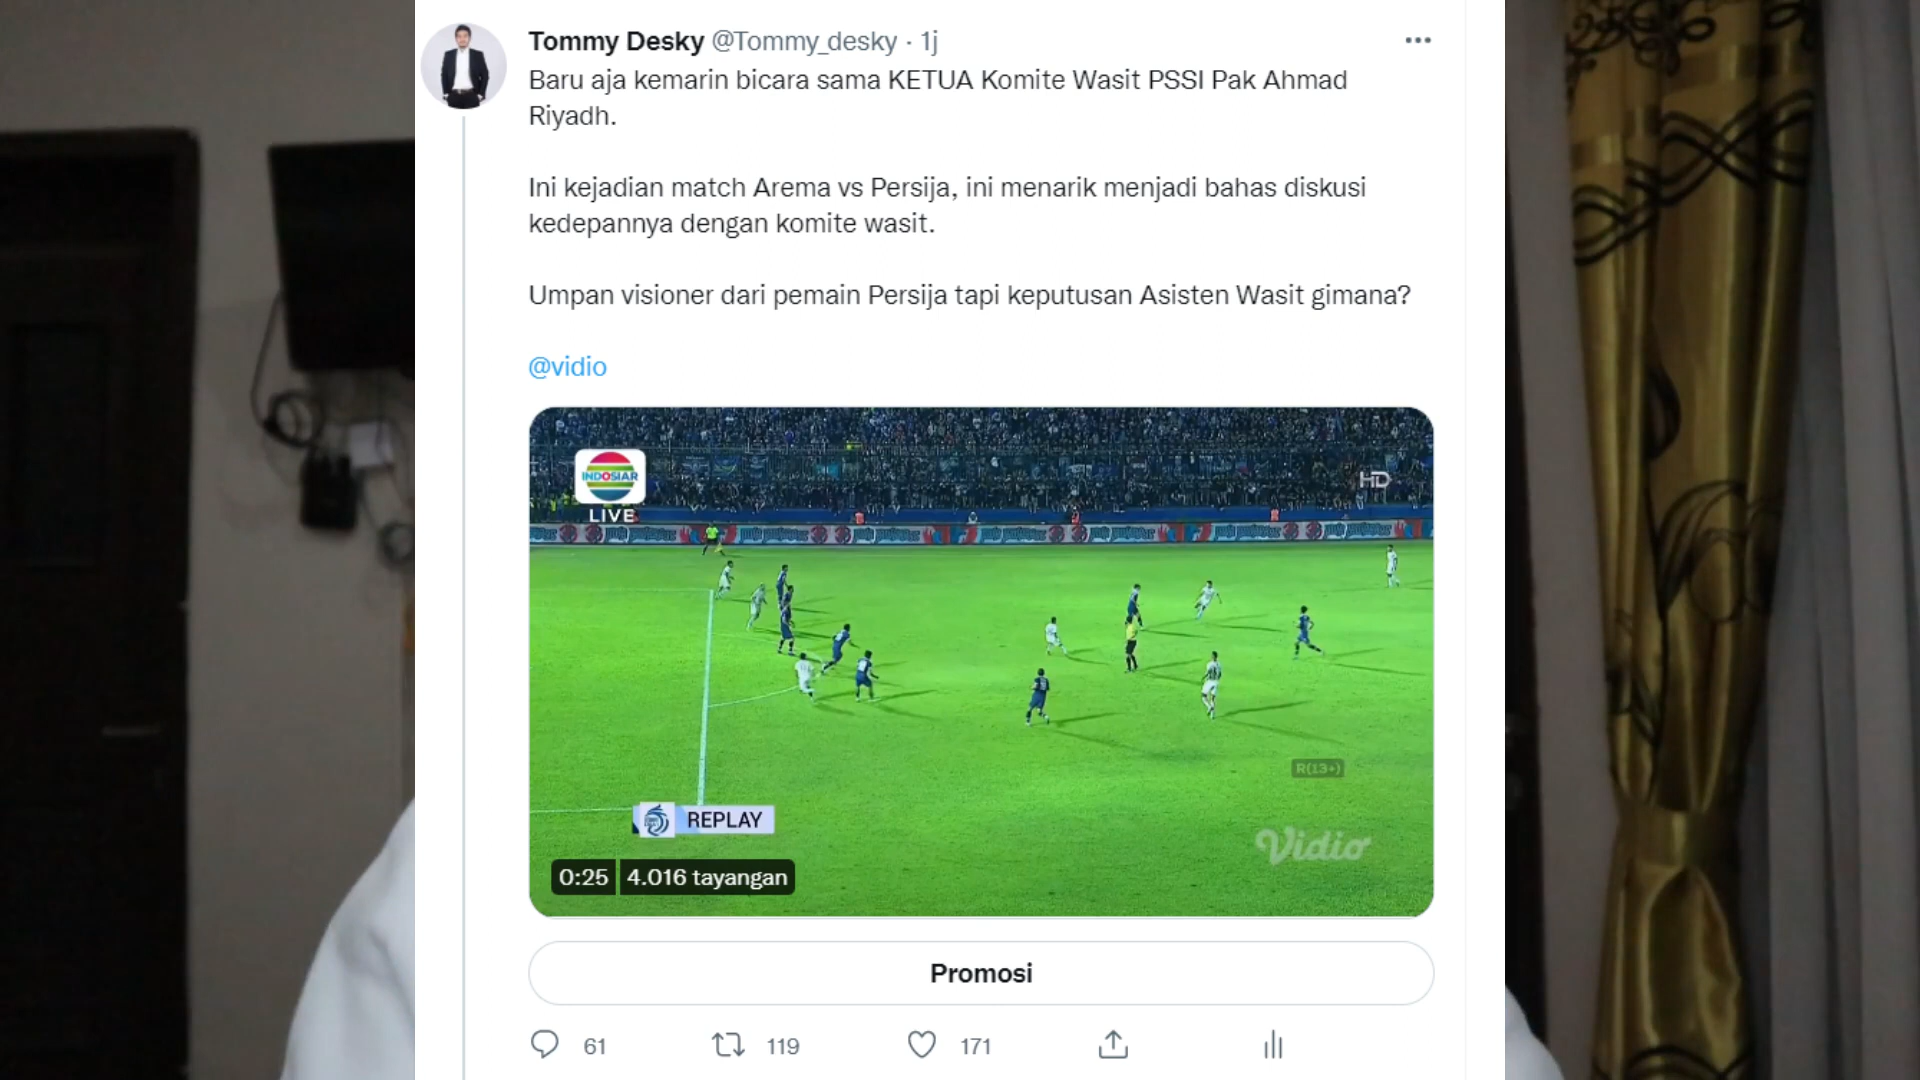 Tommy Desky @Tommy_desky · 1j
Baru aja kemarin bicara sama KETUA Komite Wasit PSSI Pak Ahmad
Riyadh.
Ini kejadian match Arema vs Persija, ini menarik menjadi bahas diskusi
kedepannya dengan komite wasit.
Umpan visioner dari pemain Persija tapi keputusan Asisten Wasit gimana?
@vidio
INDOSIAR
LIVE
HD
R(13+)
REPLAY
Vidio
0:25 4.016 tayangan
Promosi
61 119 171